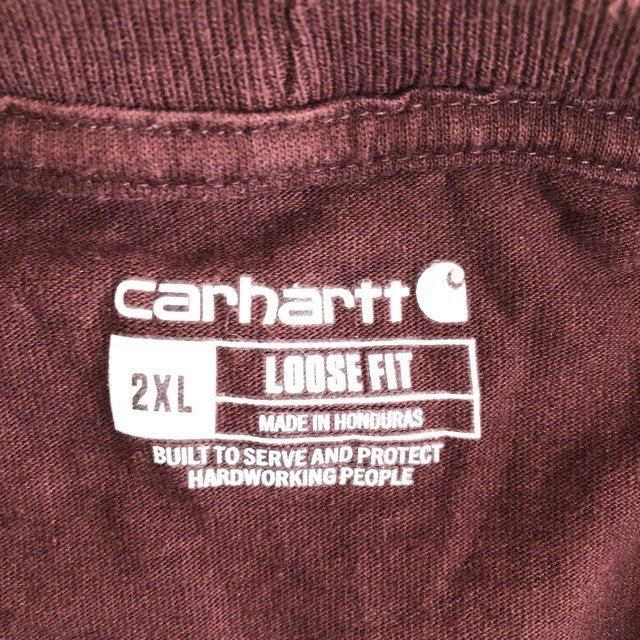 carhartt
2XL
LOOSE FIT
MADE IN HONDURAS
BUILT TO SERVE AND PROTECT
HARDWORKING PEOPLE